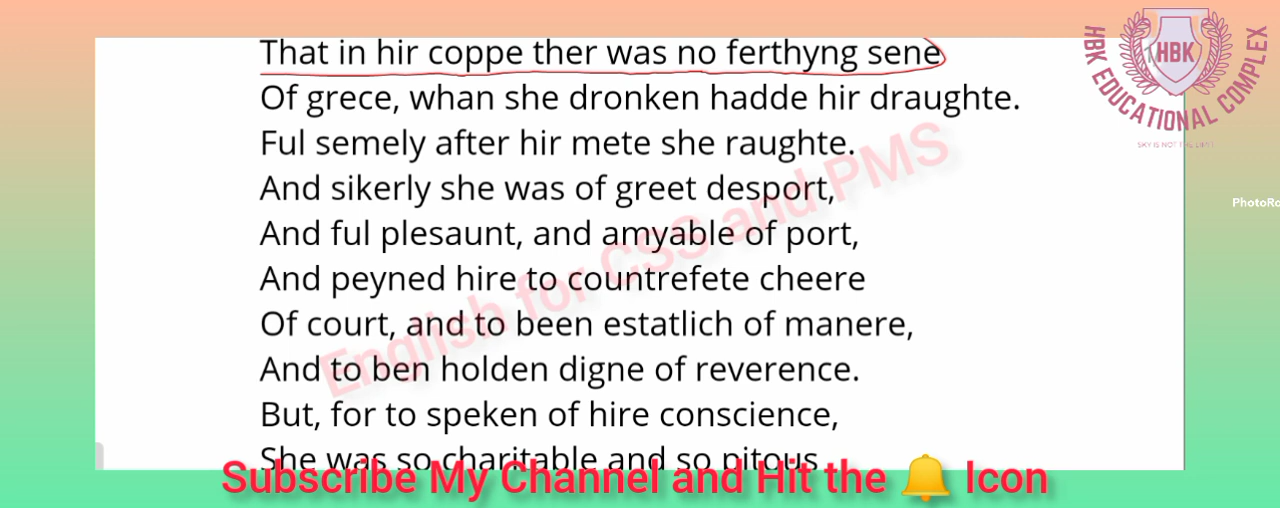 That in hir coppe ther was no ferthyng sene
Of grece, whan she dronken hadde hir draughte.
Ful semely after hir mete she raughte.
And sikerly she was of greet desport,
And ful plesaunt, and amyable of port,
And peyned hire to countrefete cheere
Of court, and to been estatlich of manere,
And to ben holden digne of reverence.
But, for to speken of hire conscience,
She was so charitable and so pitous
English for CSS and PMS
HBK
HBK EDUCATIONAL COMPLEX
PhotoRo
Subscribe My Channel and Hit the 🔔 Icon